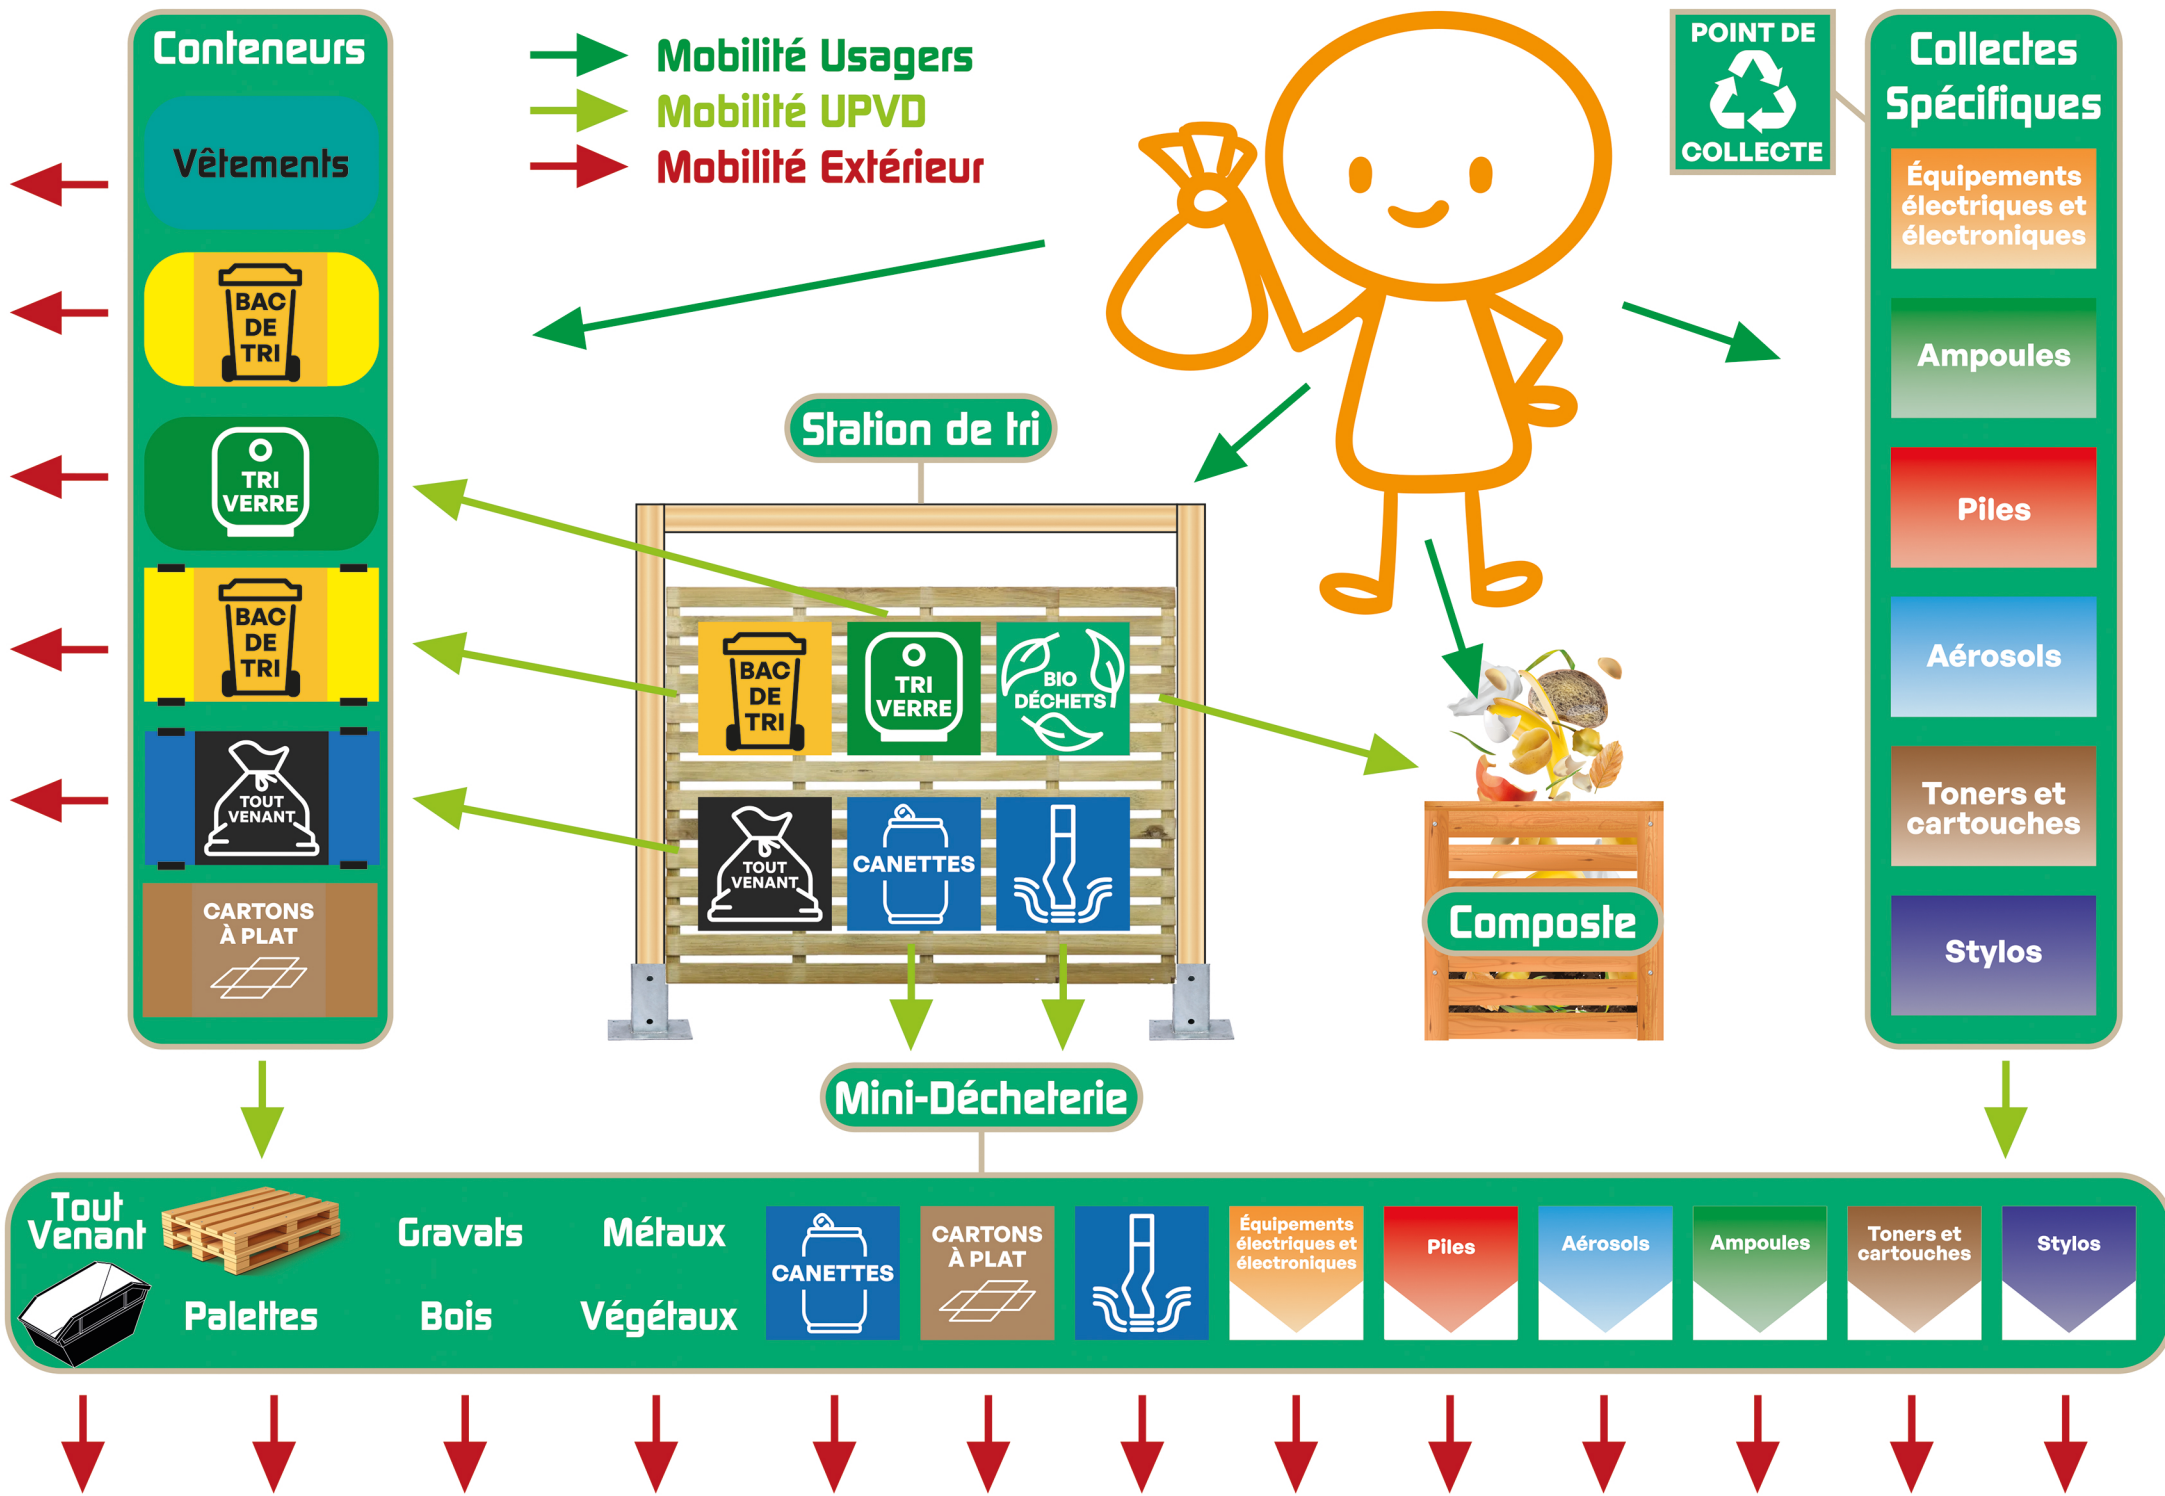 Conteneurs
Vêtements
BAC
DE
TRI
TRI
VERRE
BAC
DE
TRI
TOUT
VENANT
CARTONS
À PLAT
Mobilité Usagers
Mobilité UPVD
Mobilité Extérieur
POINT DE
COLLECTE
Collectes
Spécifiques
Équipements
électriques et
électroniques
Ampoules
Piles
Aérosols
Toners et
cartouches
Stylos
Station de tri
BAC
DE
TRI
TRI
VERRE
BIO
DÉCHETS
TOUT
VENANT
CANETTES
Composte
Mini-Décheterie
Tout
Venant
Palettes
Gravats
Bois
Métaux
Végétaux
CANETTES
CARTONS
À PLAT
Équipements
électriques et
électroniques
Piles
Aérosols
Ampoules
Toners et
cartouches
Stylos